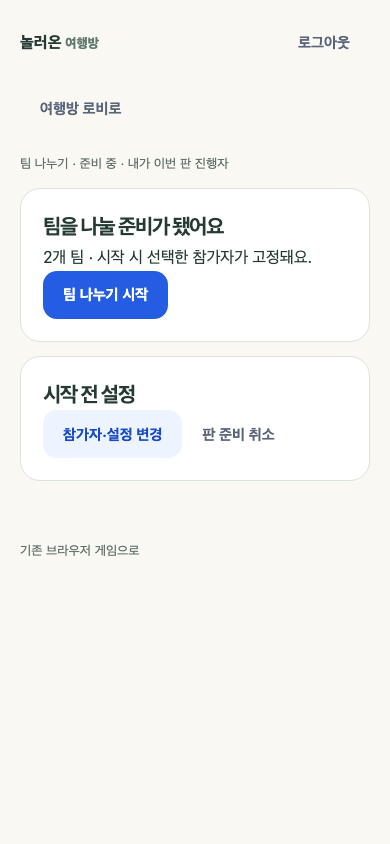 놀러온 여행방
로그아웃
여행방 로비로
팀 나누기 · 준비 중 · 내가 이번 판 진행자
팀을 나눌 준비가 됐어요
2개 팀 · 시작 시 선택한 참가자가 고정돼요.
팀 나누기 시작
시작 전 설정
참가자·설정 변경
판 준비 취소
기존 브라우저 게임으로